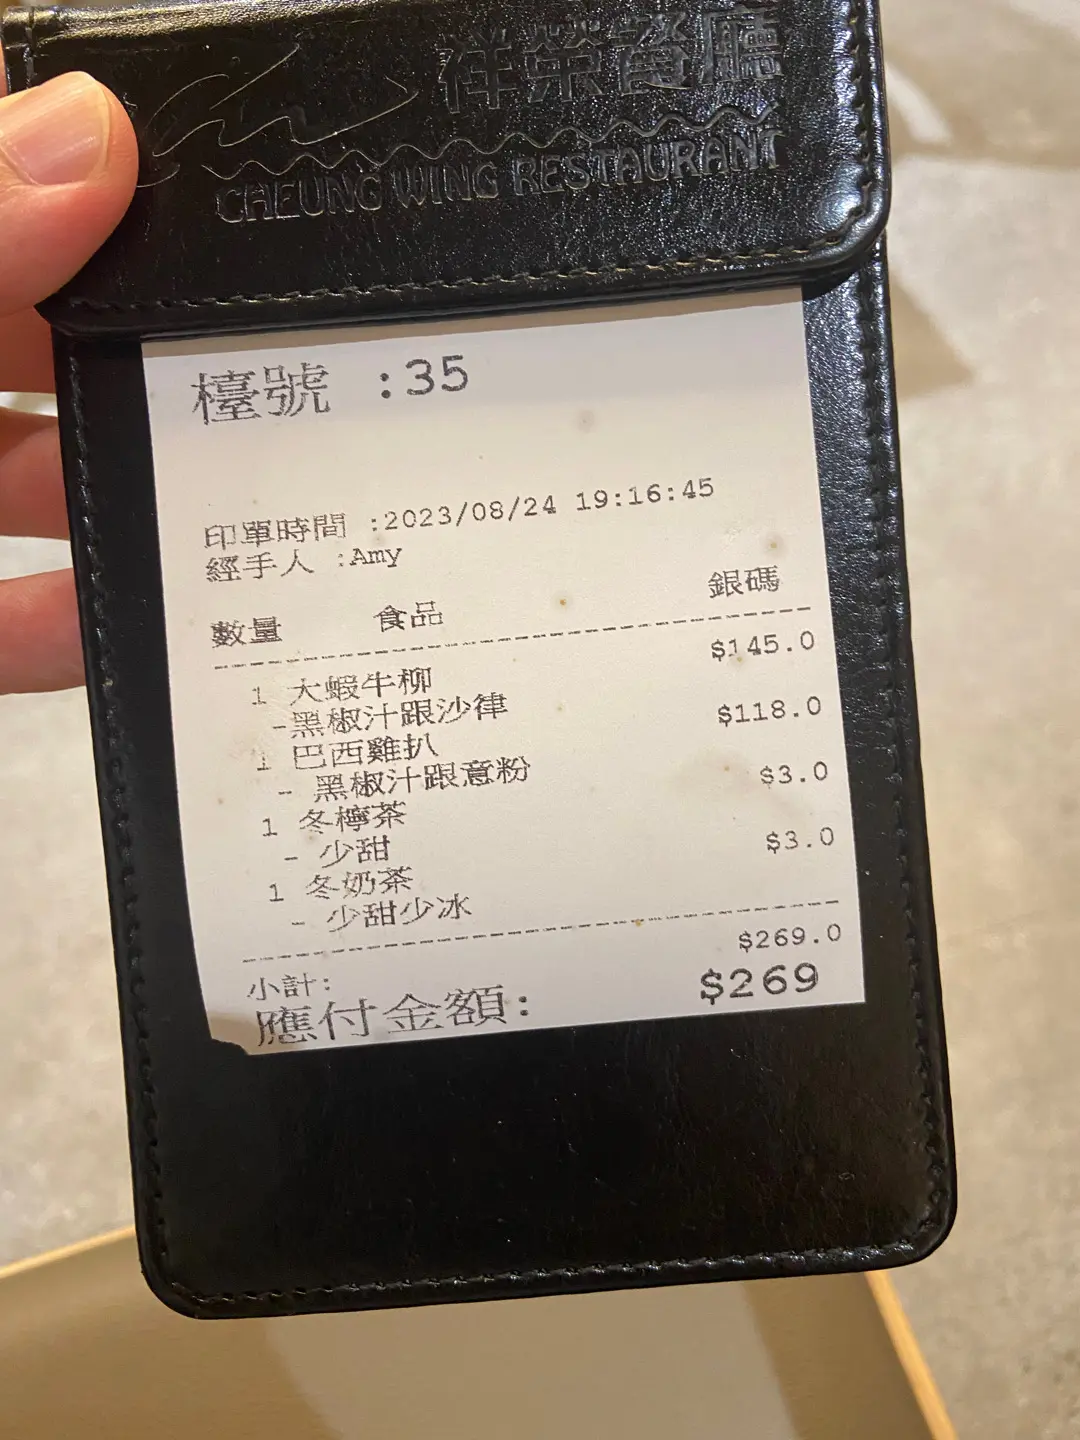 祥榮餐廳
CHEUNG WING RESTAURANT
檯號 :35
印單時間 :2023/08/24 19:16:45
經手人 :Amy
數量 食品 銀碼
1 大蝦牛柳 $145.0
-黑椒汁跟沙律
1 巴西雞扒 $118.0
- 黑椒汁跟意粉
1 冬檸茶 $3.0
- 少甜
1 冬奶茶 $3.0
- 少甜少冰
小計: $269.0
應付金額: $269